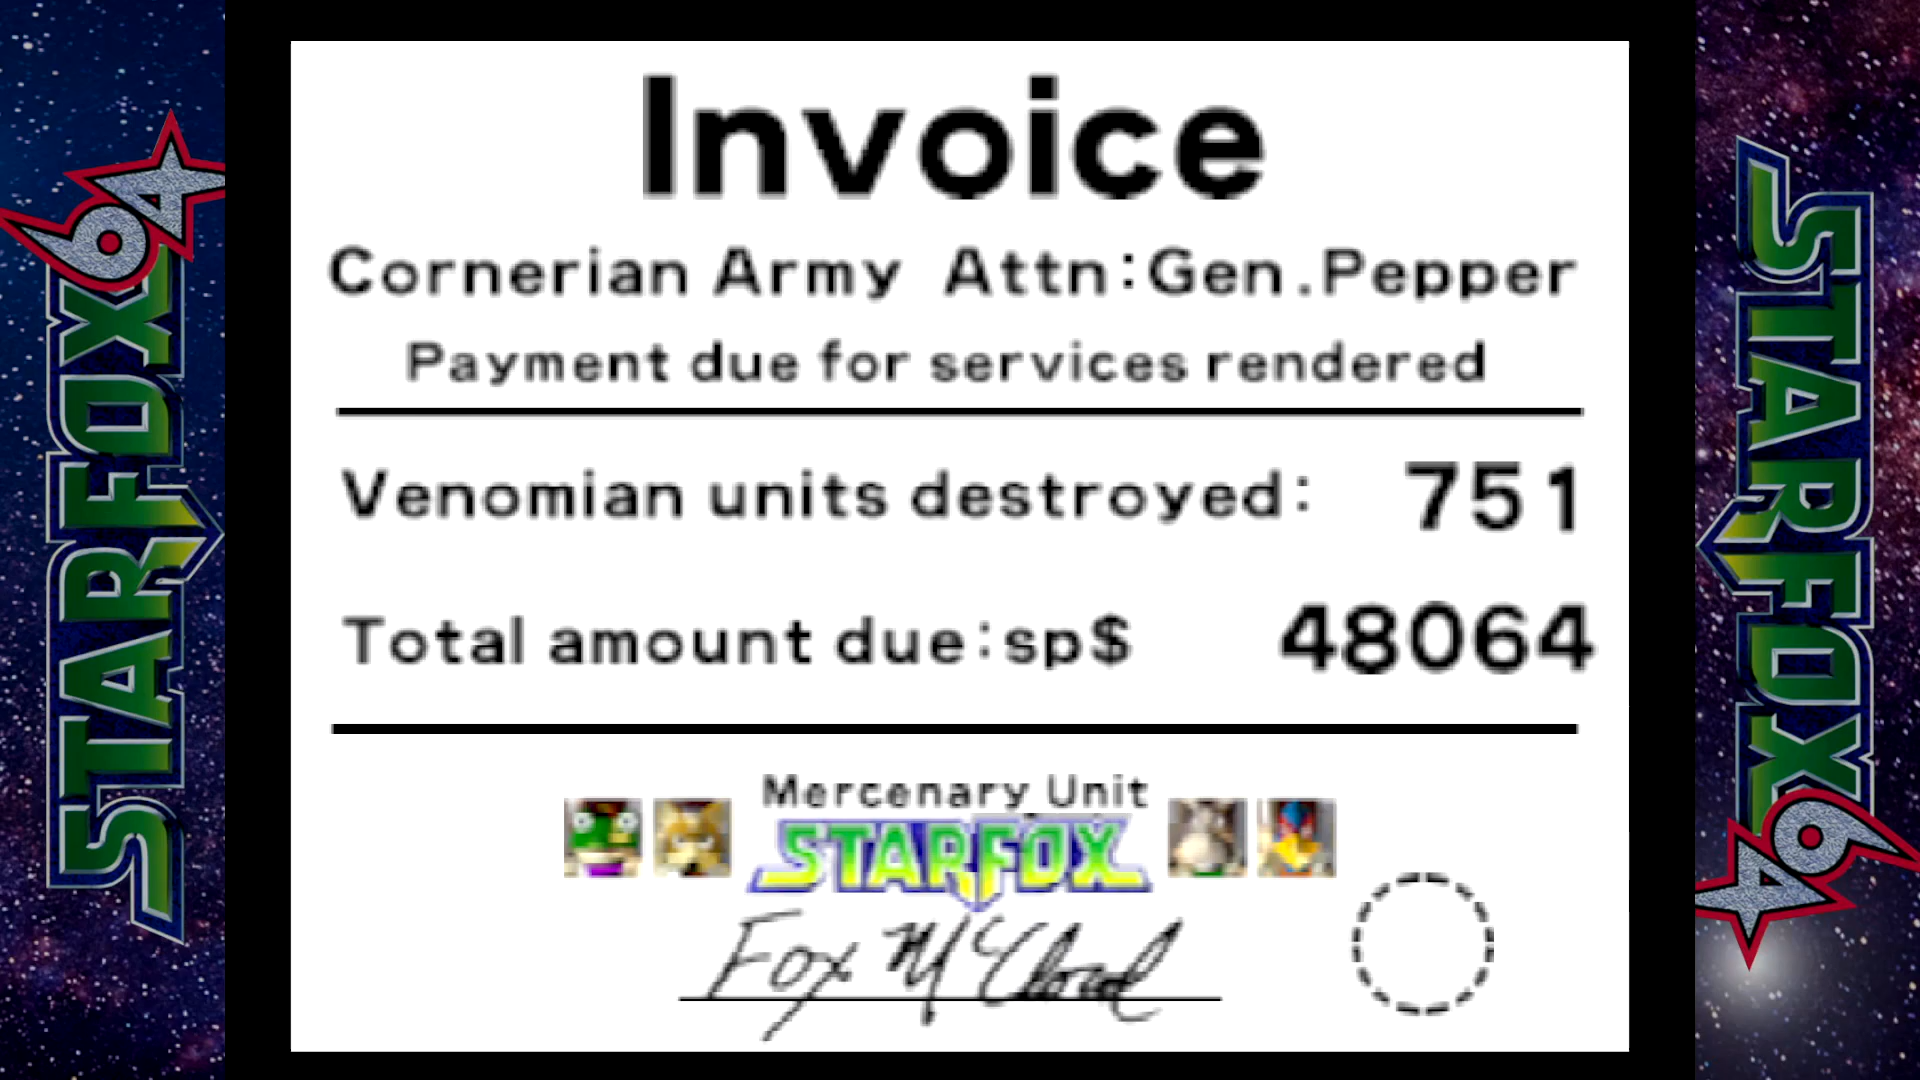 Invoice
Cornerian Army Attn:Gen.Pepper
Payment due for services rendered
Venomian units destroyed: 751
Total amount due:sp$ 48064
Mercenary Unit
STARFOX
Fox McCloud
STARFOX64
STARFOX64